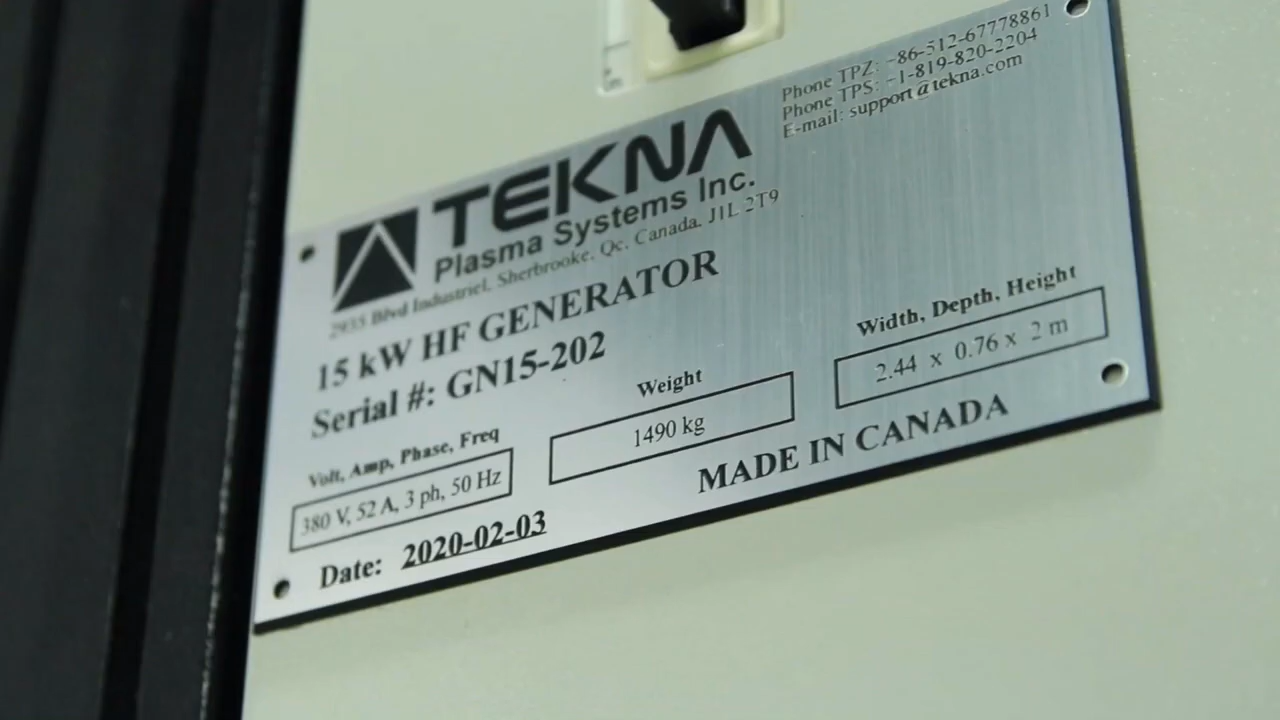 TEKNA
Plasma Systems Inc.
2935 Blvd Industriel, Sherbrooke, Qc, Canada, J1L 2T9
Phone TPZ: -86-512-67778861
Phone TPS: -1-819-820-2204
E-mail: support@tekna.com
15 kW HF GENERATOR
Serial #: GN15-202
Volt, Amp, Phase, Freq
380 V, 52 A, 3 ph, 50 Hz
Weight
1490 kg
Width, Depth, Height
2.44 x 0.76 x 2 m
Date: 2020-02-03
MADE IN CANADA